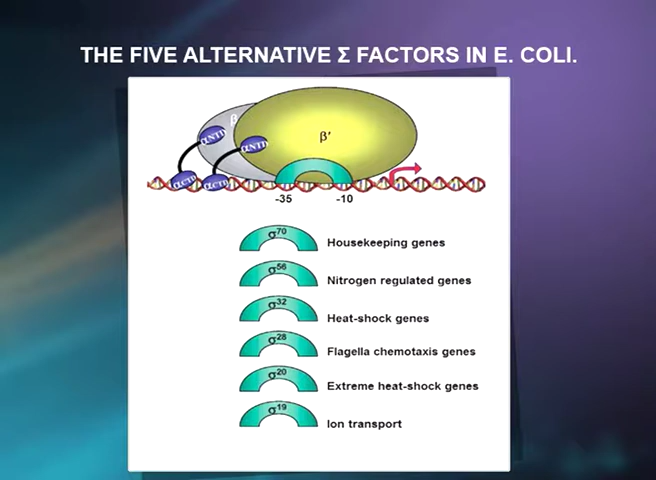 THE FIVE ALTERNATIVE Σ FACTORS IN E. COLI.
β
β'
αNTD
αNTD
αCTD
αCTD
-35 -10
σ70 Housekeeping genes
σ56 Nitrogen regulated genes
σ32 Heat-shock genes
σ28 Flagella chemotaxis genes
σ20 Extreme heat-shock genes
σ19 Ion transport